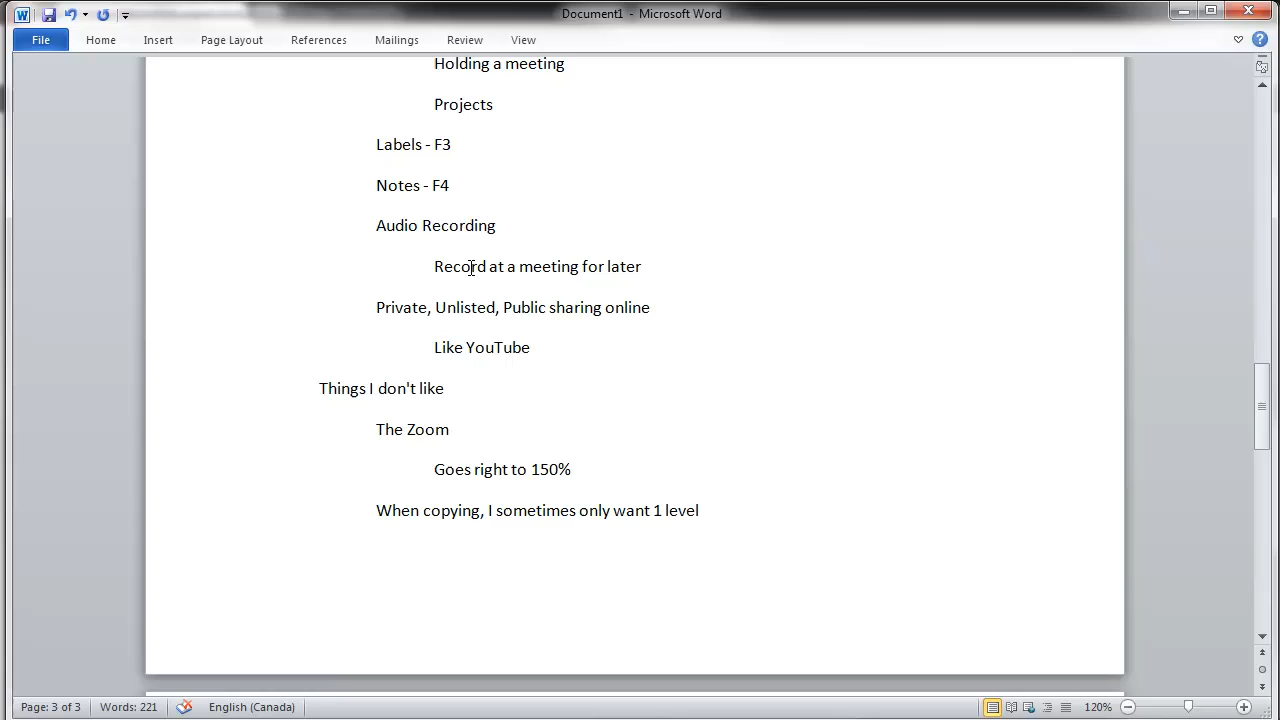 Document1 - Microsoft Word
File Home Insert Page Layout References Mailings Review View
Holding a meeting
Projects
Labels - F3
Notes - F4
Audio Recording
Record at a meeting for later
Private, Unlisted, Public sharing online
Like YouTube
Things I don't like
The Zoom
Goes right to 150%
When copying, I sometimes only want 1 level
Page: 3 of 3 Words: 221 English (Canada) 120%